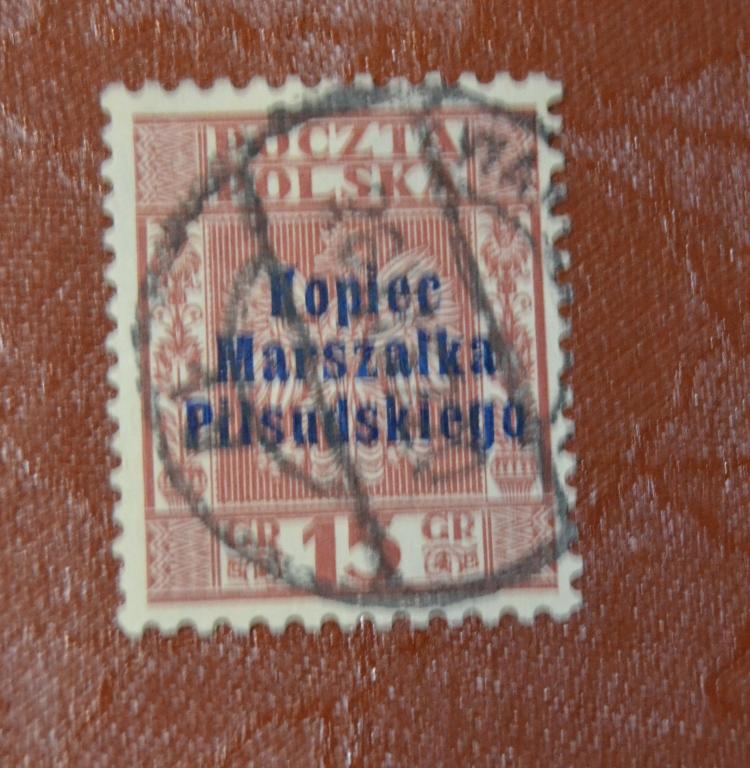 POCZTA
POLSKA
Kopiec
Marszałka
Piłsudskiego
GR 15 GR